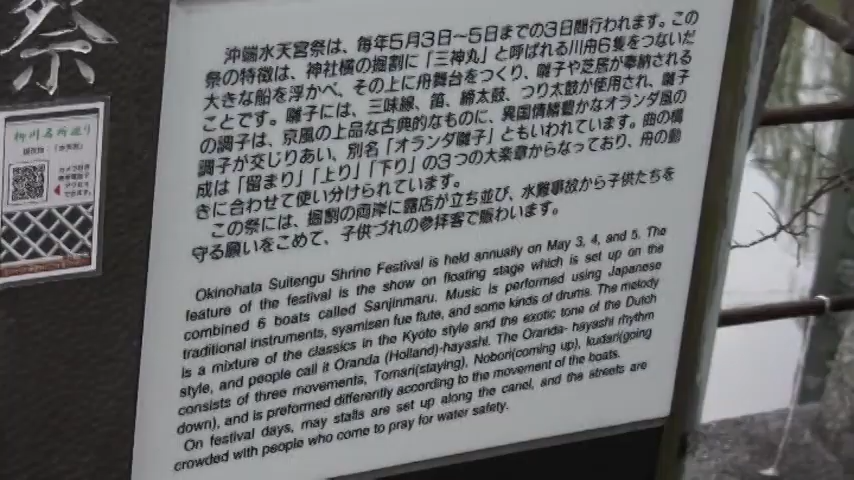 祭
柳川名所巡り
沖端水天宮祭は、毎年5月3日〜5日までの3日間行われます。この
祭の特徴は、神社横の掘割に「三神丸」と呼ばれる川舟6隻をつないだ
大きな船を浮かべ、その上に舟舞台をつくり、囃子や芝居が奉納される
ことです。囃子には、三味線、笛、締太鼓、つり太鼓が使用され、囃子
の調子は、京風の上品な古典的なものに、異国情緒豊かなオランダ風の
調子が交じりあい、別名「オランダ囃子」ともいわれています。曲の構
成は「留まり」「上り」「下り」の3つの大楽章からなっており、舟の動
きに合わせて使い分けられています。
この祭には、掘割の両岸に露店が立ち並び、水難事故から子供たちを
守る願いをこめて、子供づれの参拝客で賑わいます。
Okinohata Suitengu Shrine Festival is held annually on May 3, 4, and 5. The
feature of the festival is the show on floating stage which is set up on the
combined 6 boats called Sanjinmaru. Music is performed using Japanese
traditional instruments, syamisen fue flute, and some kinds of drums. The melody
is a mixture of the classics in the Kyoto style and the exotic tone of the Dutch
style, and people call it Oranda (Holland)-hayashi. The Oranda- hayashi rhythm
consists of three movements, Tomari(staying), Nobori(coming up), kudari(going
down), and is preformed differently according to the movement of the boats.
On festival days, may stalls are set up along the canel, and the streets are
crowded with people who come to pray for water safety.